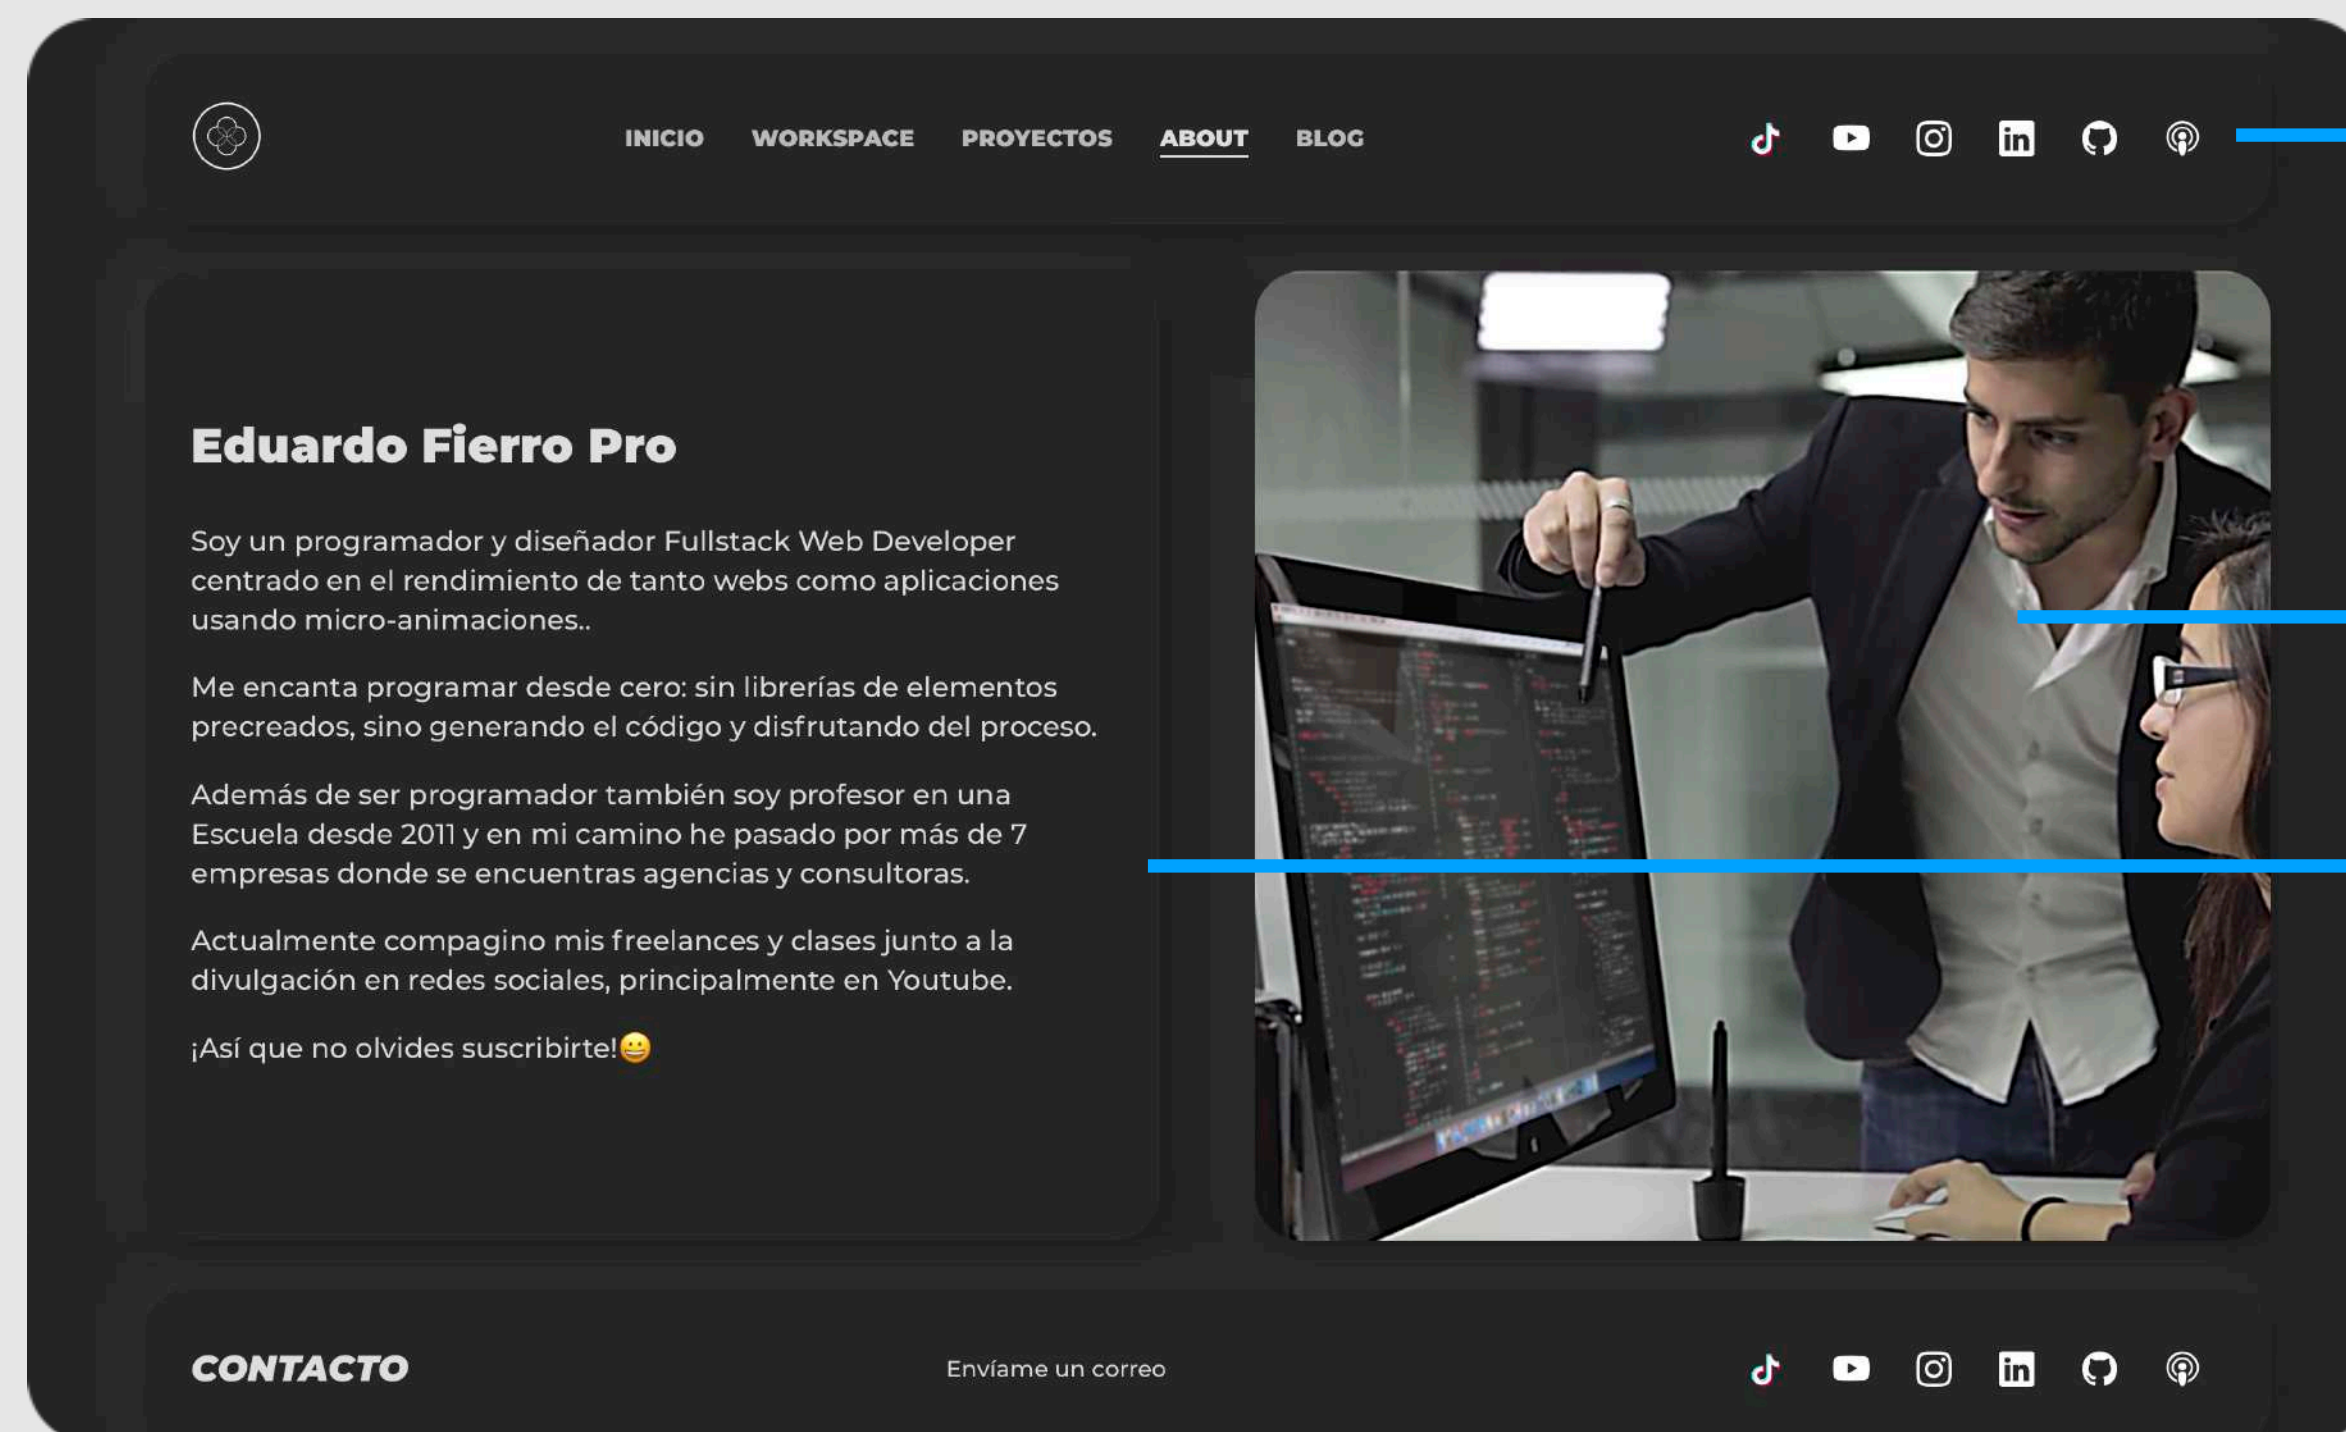 INICIO WORKSPACE PROYECTOS ABOUT BLOG
Eduardo Fierro Pro
Soy un programador y diseñador Fullstack Web Developer
centrado en el rendimiento de tanto webs como aplicaciones
usando micro-animaciones..
Me encanta programar desde cero: sin librerías de elementos
precreados, sino generando el código y disfrutando del proceso.
Además de ser programador también soy profesor en una
Escuela desde 2011 y en mi camino he pasado por más de 7
empresas donde se encuentras agencias y consultoras.
Actualmente compagino mis freelances y clases junto a la
divulgación en redes sociales, principalmente en Youtube.
¡Así que no olvides suscribirte!😀
CONTACTO
Envíame un correo